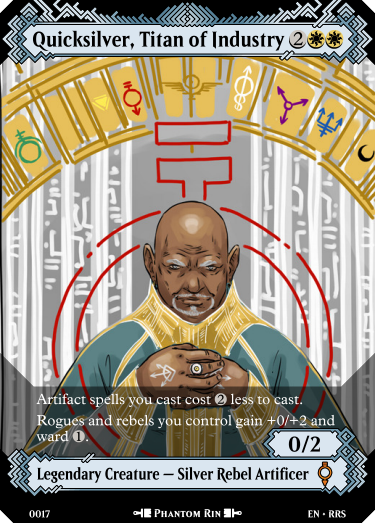 Quicksilver, Titan of Industry 2
Artifact spells you cast cost 2 less to cast.
Rogues and rebels you control gain +0/+2 and
ward 1.
0/2
Legendary Creature — Silver Rebel Artificer
0017 PHANTOM RIN EN • RRS